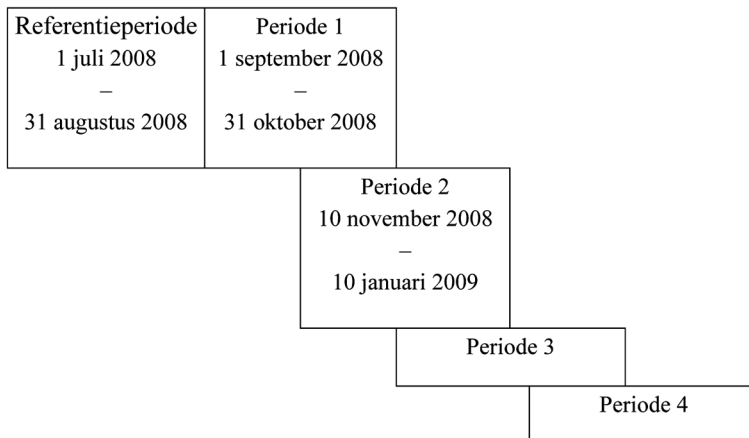 Referentieperiode
1 juli 2008
–
31 augustus 2008
Periode 1
1 september 2008
–
31 oktober 2008
Periode 2
10 november 2008
–
10 januari 2009
Periode 3
Periode 4